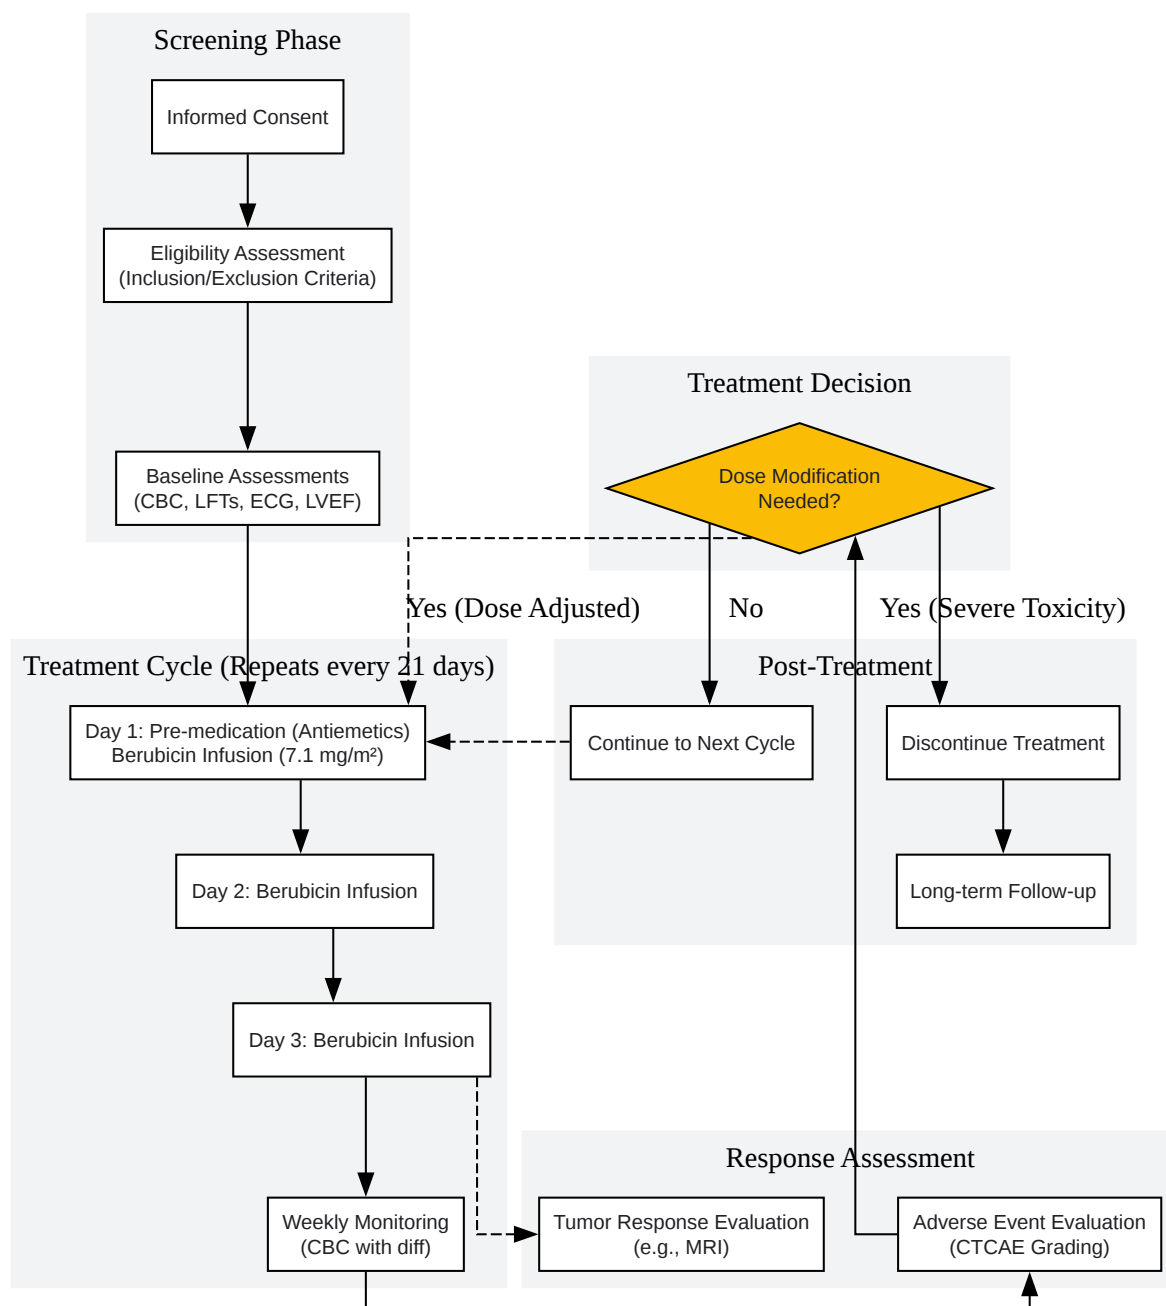 Screening Phase
Informed Consent
Eligibility Assessment
(Inclusion/Exclusion Criteria)
Baseline Assessments
(CBC, LFTs, ECG, LVEF)
Treatment Decision
Dose Modification
Needed?
Yes (Dose Adjusted)
No
Yes (Severe Toxicity)
Treatment Cycle (Repeats every 21 days)
Day 1: Pre-medication (Antiemetics)
Berubicin Infusion (7.1 mg/m²)
Day 2: Berubicin Infusion
Day 3: Berubicin Infusion
Weekly Monitoring
(CBC with diff)
Post-Treatment
Continue to Next Cycle
Discontinue Treatment
Long-term Follow-up
Response Assessment
Tumor Response Evaluation
(e.g., MRI)
Adverse Event Evaluation
(CTCAE Grading)